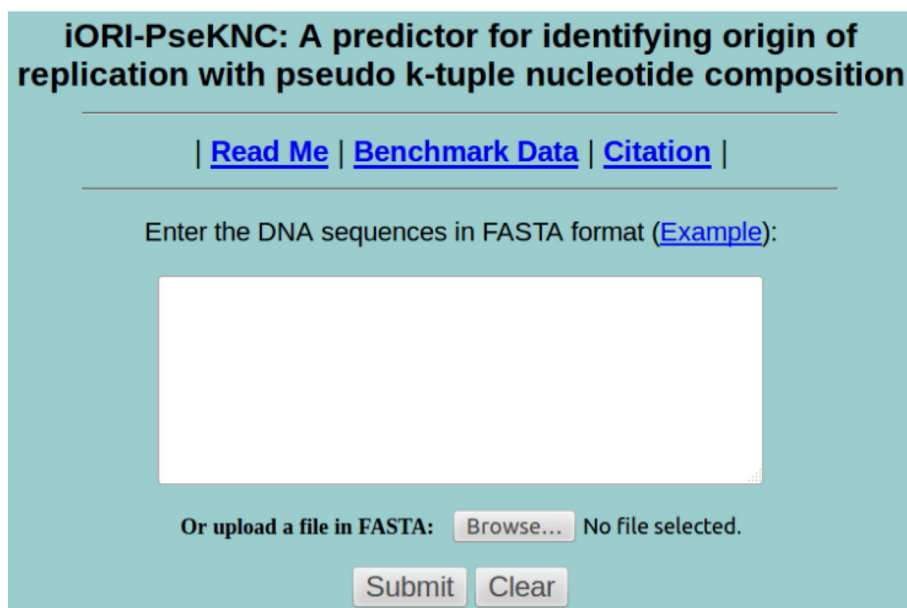 iORI-PseKNC: A predictor for identifying origin of
replication with pseudo k-tuple nucleotide composition
| Read Me | Benchmark Data | Citation |
Enter the DNA sequences in FASTA format (Example):
Or upload a file in FASTA: Browse... No file selected.
Submit Clear